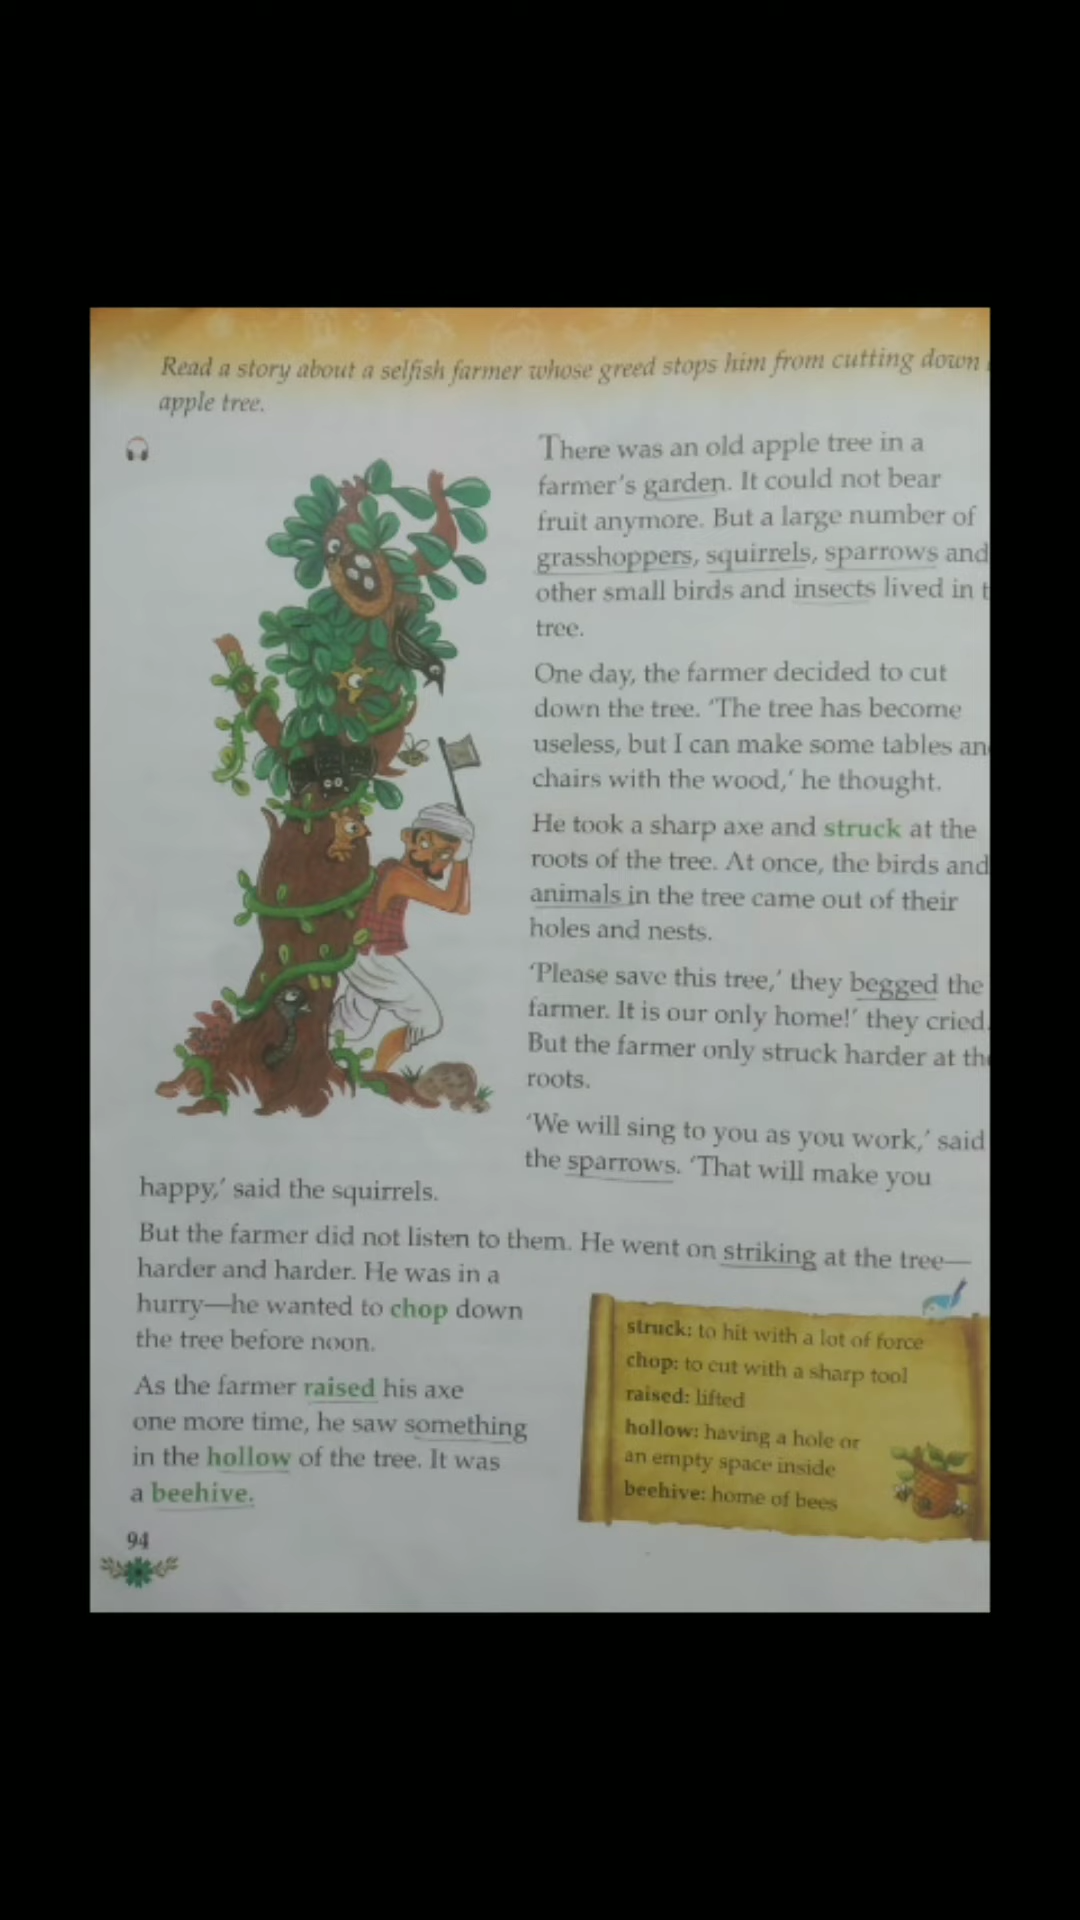 Read a story about a selfish farmer whose greed stops him from cutting down
apple tree.
There was an old apple tree in a
farmer's garden. It could not bear
fruit anymore. But a large number of
grasshoppers, squirrels, sparrows and
other small birds and insects lived in t
tree.
One day, the farmer decided to cut
down the tree. ‘The tree has become
useless, but I can make some tables an
chairs with the wood,’ he thought.
He took a sharp axe and struck at the
roots of the tree. At once, the birds and
animals in the tree came out of their
holes and nests.
‘Please save this tree,’ they begged the
farmer. It is our only home!’ they cried.
But the farmer only struck harder at the
roots.
‘We will sing to you as you work,’ said
the sparrows. ‘That will make you
happy,’ said the squirrels.
But the farmer did not listen to them. He went on striking at the tree—
harder and harder. He was in a
hurry—he wanted to chop down
the tree before noon.
As the farmer raised his axe
one more time, he saw something
in the hollow of the tree. It was
a beehive.
struck: to hit with a lot of force
chop: to cut with a sharp tool
raised: lifted
hollow: having a hole or
an empty space inside
beehive: home of bees
94